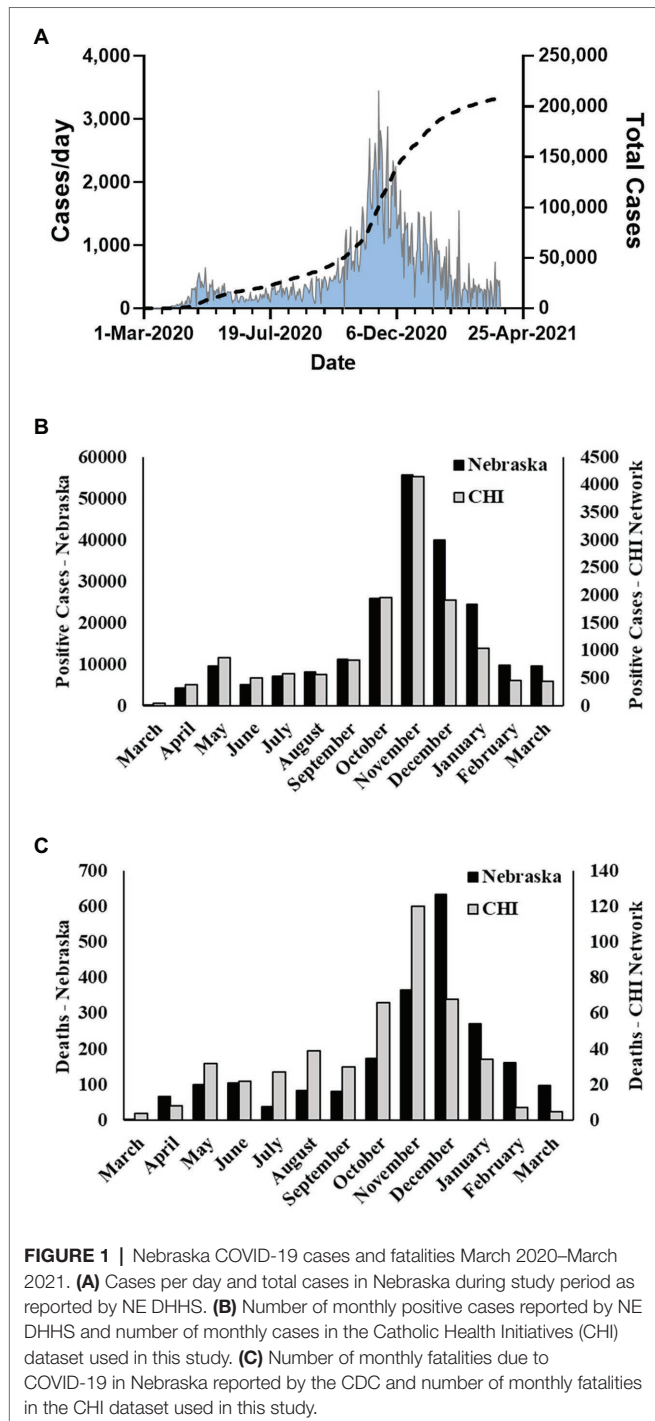 A
4,000
3,000
2,000
1,000
0
Cases/day
250,000
200,000
150,000
100,000
50,000
0
Total Cases
1-Mar-2020
19-Jul-2020
6-Dec-2020
25-Apr-2021
Date
B
60000
50000
40000
30000
20000
10000
0
Positive Cases - Nebraska
Nebraska
CHI
4500
4000
3500
3000
2500
2000
1500
1000
500
0
Positive Cases - CHI Network
March
April
May
June
July
August
September
October
November
December
January
February
March
C
700
600
500
400
300
200
100
0
Deaths - Nebraska
Nebraska
CHI
140
120
100
80
60
40
20
0
Deaths - CHI Network
March
April
May
June
July
August
September
October
November
December
January
February
March
FIGURE 1 | Nebraska COVID-19 cases and fatalities March 2020–March
2021. (A) Cases per day and total cases in Nebraska during study period as
reported by NE DHHS. (B) Number of monthly positive cases reported by NE
DHHS and number of monthly cases in the Catholic Health Initiatives (CHI)
dataset used in this study. (C) Number of monthly fatalities due to
COVID-19 in Nebraska reported by the CDC and number of monthly fatalities
in the CHI dataset used in this study.